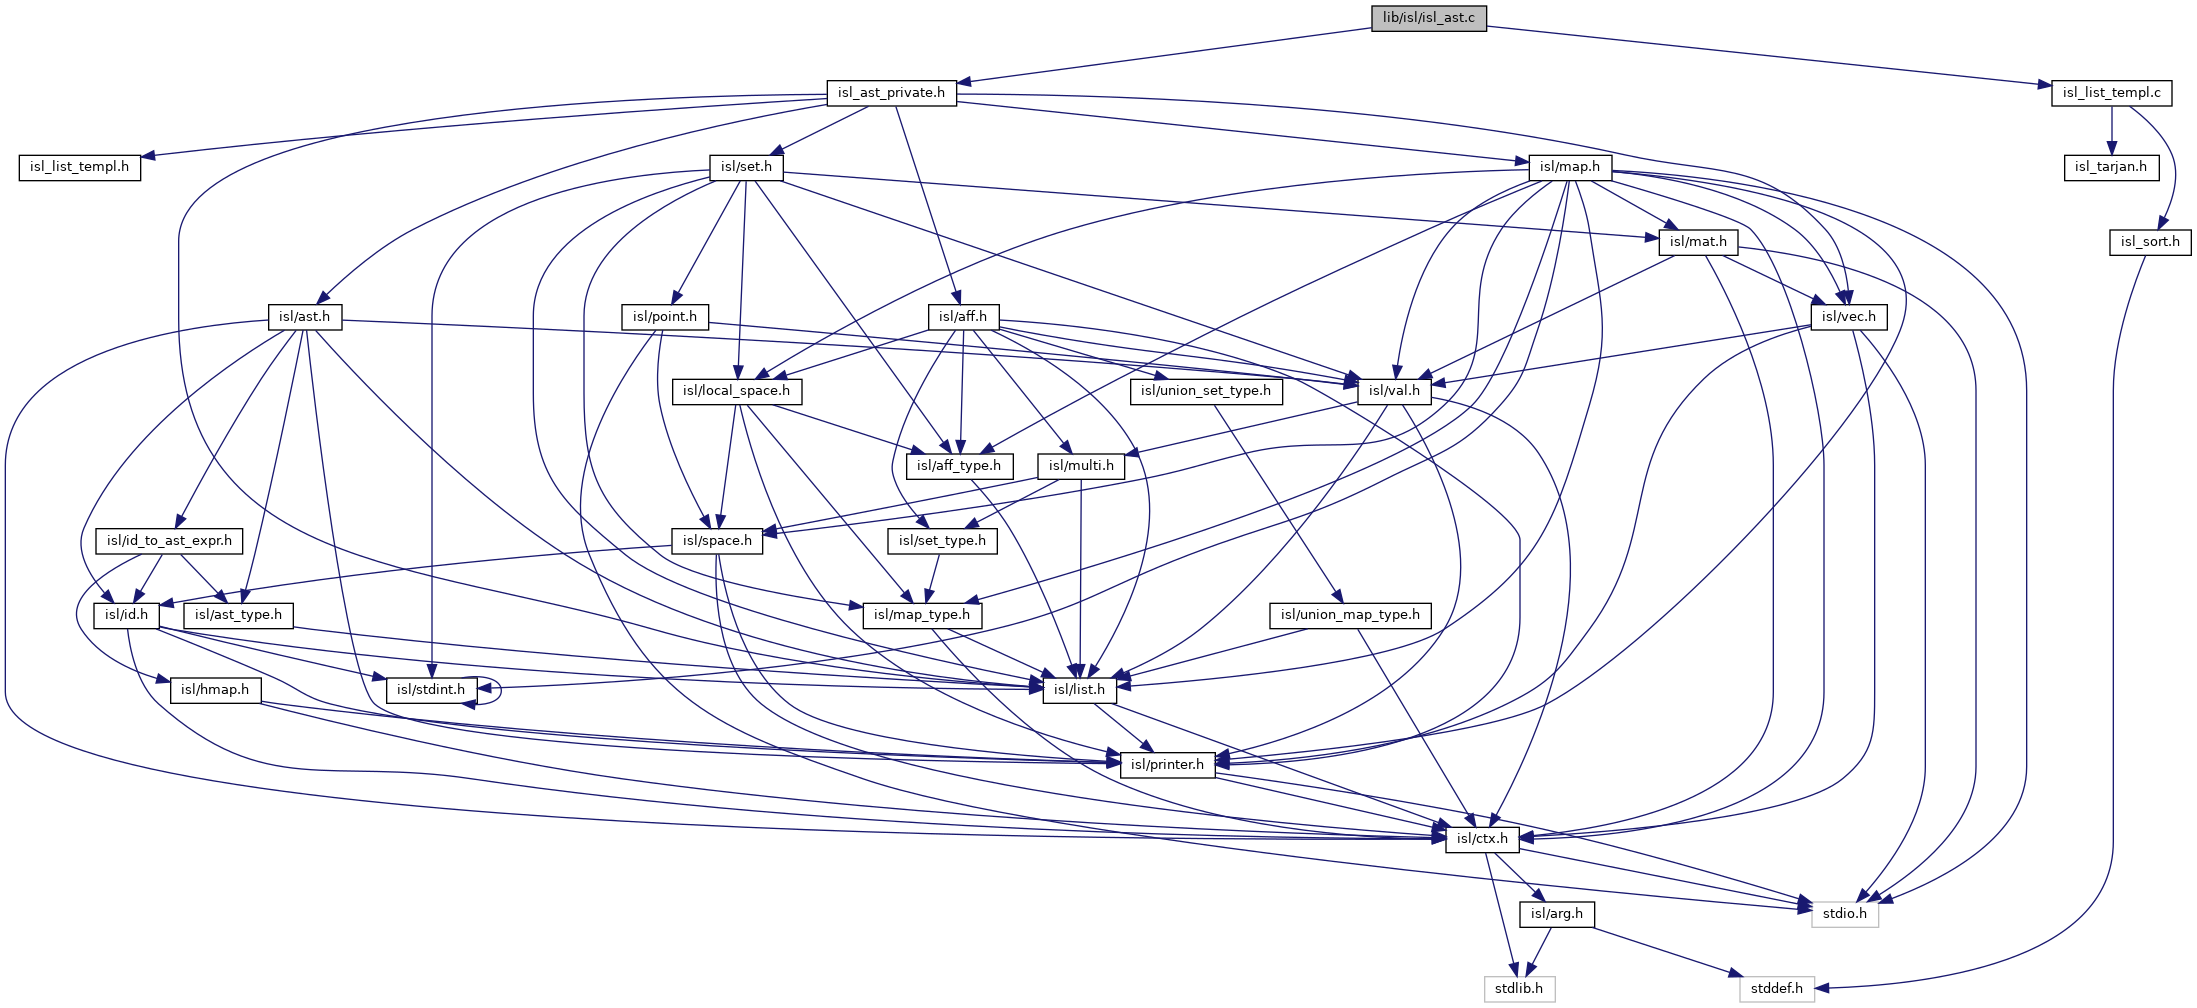 lib/isl/isl_ast.c
isl_ast_private.h
isl_list_templ.c
isl_list_templ.h
isl/set.h
isl/map.h
isl_tarjan.h
isl/mat.h
isl_sort.h
isl/ast.h
isl/point.h
isl/aff.h
isl/vec.h
isl/local_space.h
isl/union_set_type.h
isl/val.h
isl/aff_type.h
isl/multi.h
isl/id_to_ast_expr.h
isl/space.h
isl/set_type.h
isl/id.h
isl/ast_type.h
isl/map_type.h
isl/union_map_type.h
isl/hmap.h
isl/stdint.h
isl/list.h
isl/printer.h
isl/ctx.h
isl/arg.h
stdio.h
stdlib.h
stddef.h